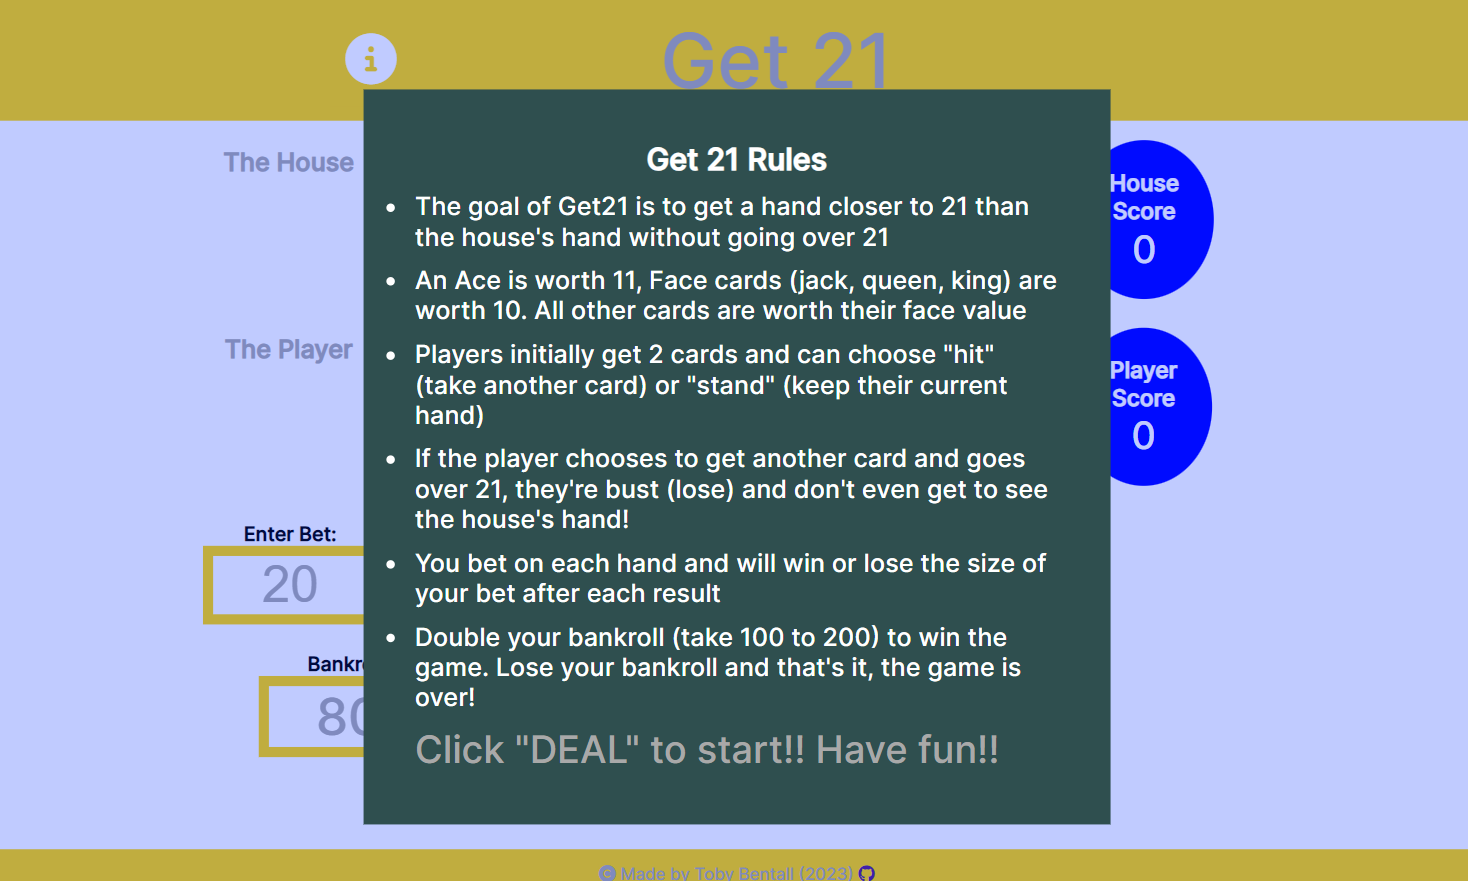 Get 21
The House
The Player
Enter Bet:
20
Get 21 Rules
• The goal of Get21 is to get a hand closer to 21 than
the house's hand without going over 21
• An Ace is worth 11, Face cards (jack, queen, king) are
worth 10. All other cards are worth their face value
• Players initially get 2 cards and can choose "hit"
(take another card) or "stand" (keep their current
hand)
• If the player chooses to get another card and goes
over 21, they're bust (lose) and don't even get to see
the house's hand!
• You bet on each hand and will win or lose the size of
your bet after each result
• Double your bankroll (take 100 to 200) to win the
game. Lose your bankroll and that's it, the game is
over!
Click "DEAL" to start!! Have fun!!
House
Score
0
Player
Score
0
© Made by Toby Bentall (2023)